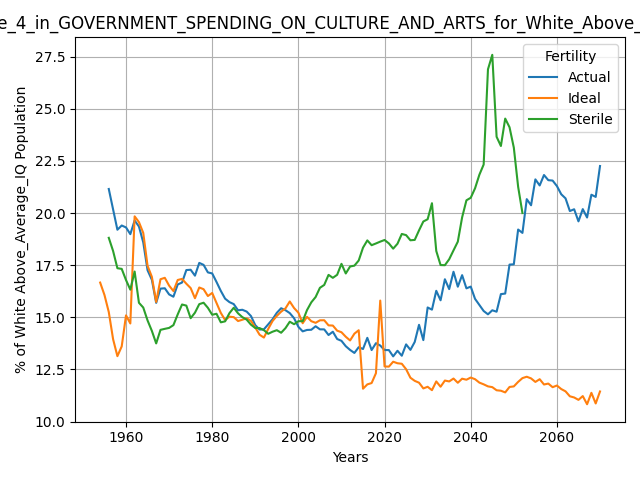 e_4_in_GOVERNMENT_SPENDING_ON_CULTURE_AND_ARTS_for_White_Above_
27.5
25.0
22.5
20.0
17.5
15.0
12.5
10.0
% of White Above_Average_IQ Population
Fertility
Actual
Ideal
Sterile
1960
1980
2000
2020
2040
2060
Years